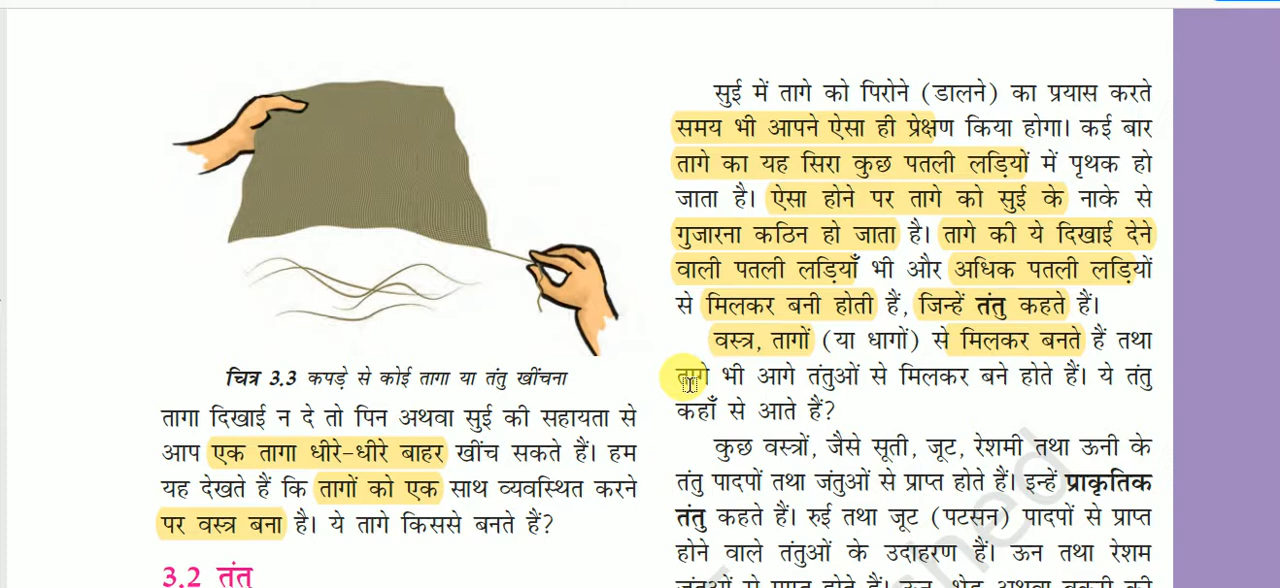 चित्र 3.3 कपड़े से कोई तागा या तंतु खींचना
तागा दिखाई न दे तो पिन अथवा सुई की सहायता से
आप एक तागा धीरे-धीरे बाहर खींच सकते हैं। हम
यह देखते हैं कि तागों को एक साथ व्यवस्थित करने
पर वस्त्र बना है। ये तागे किससे बनते हैं?
3.2 तंतु
सुई में तागे को पिरोने (डालने) का प्रयास करते
समय भी आपने ऐसा ही प्रेक्षण किया होगा। कई बार
तागे का यह सिरा कुछ पतली लड़ियों में पृथक हो
जाता है। ऐसा होने पर तागे को सुई के नाके से
गुजारना कठिन हो जाता है। तागे की ये दिखाई देने
वाली पतली लड़ियाँ भी और अधिक पतली लड़ियों
से मिलकर बनी होती हैं, जिन्हें तंतु कहते हैं।
वस्त्र, तागों (या धागों) से मिलकर बनते हैं तथा
तागे भी आगे तंतुओं से मिलकर बने होते हैं। ये तंतु
कहाँ से आते हैं?
कुछ वस्त्रों, जैसे सूती, जूट, रेशमी तथा ऊनी के
तंतु पादपों तथा जंतुओं से प्राप्त होते हैं। इन्हें प्राकृतिक
तंतु कहते हैं। रुई तथा जूट (पटसन) पादपों से प्राप्त
होने वाले तंतुओं के उदाहरण हैं। ऊन तथा रेशम
जंतुओं से प्राप्त होते हैं। ऊन, भेड़ अथवा बकरी की